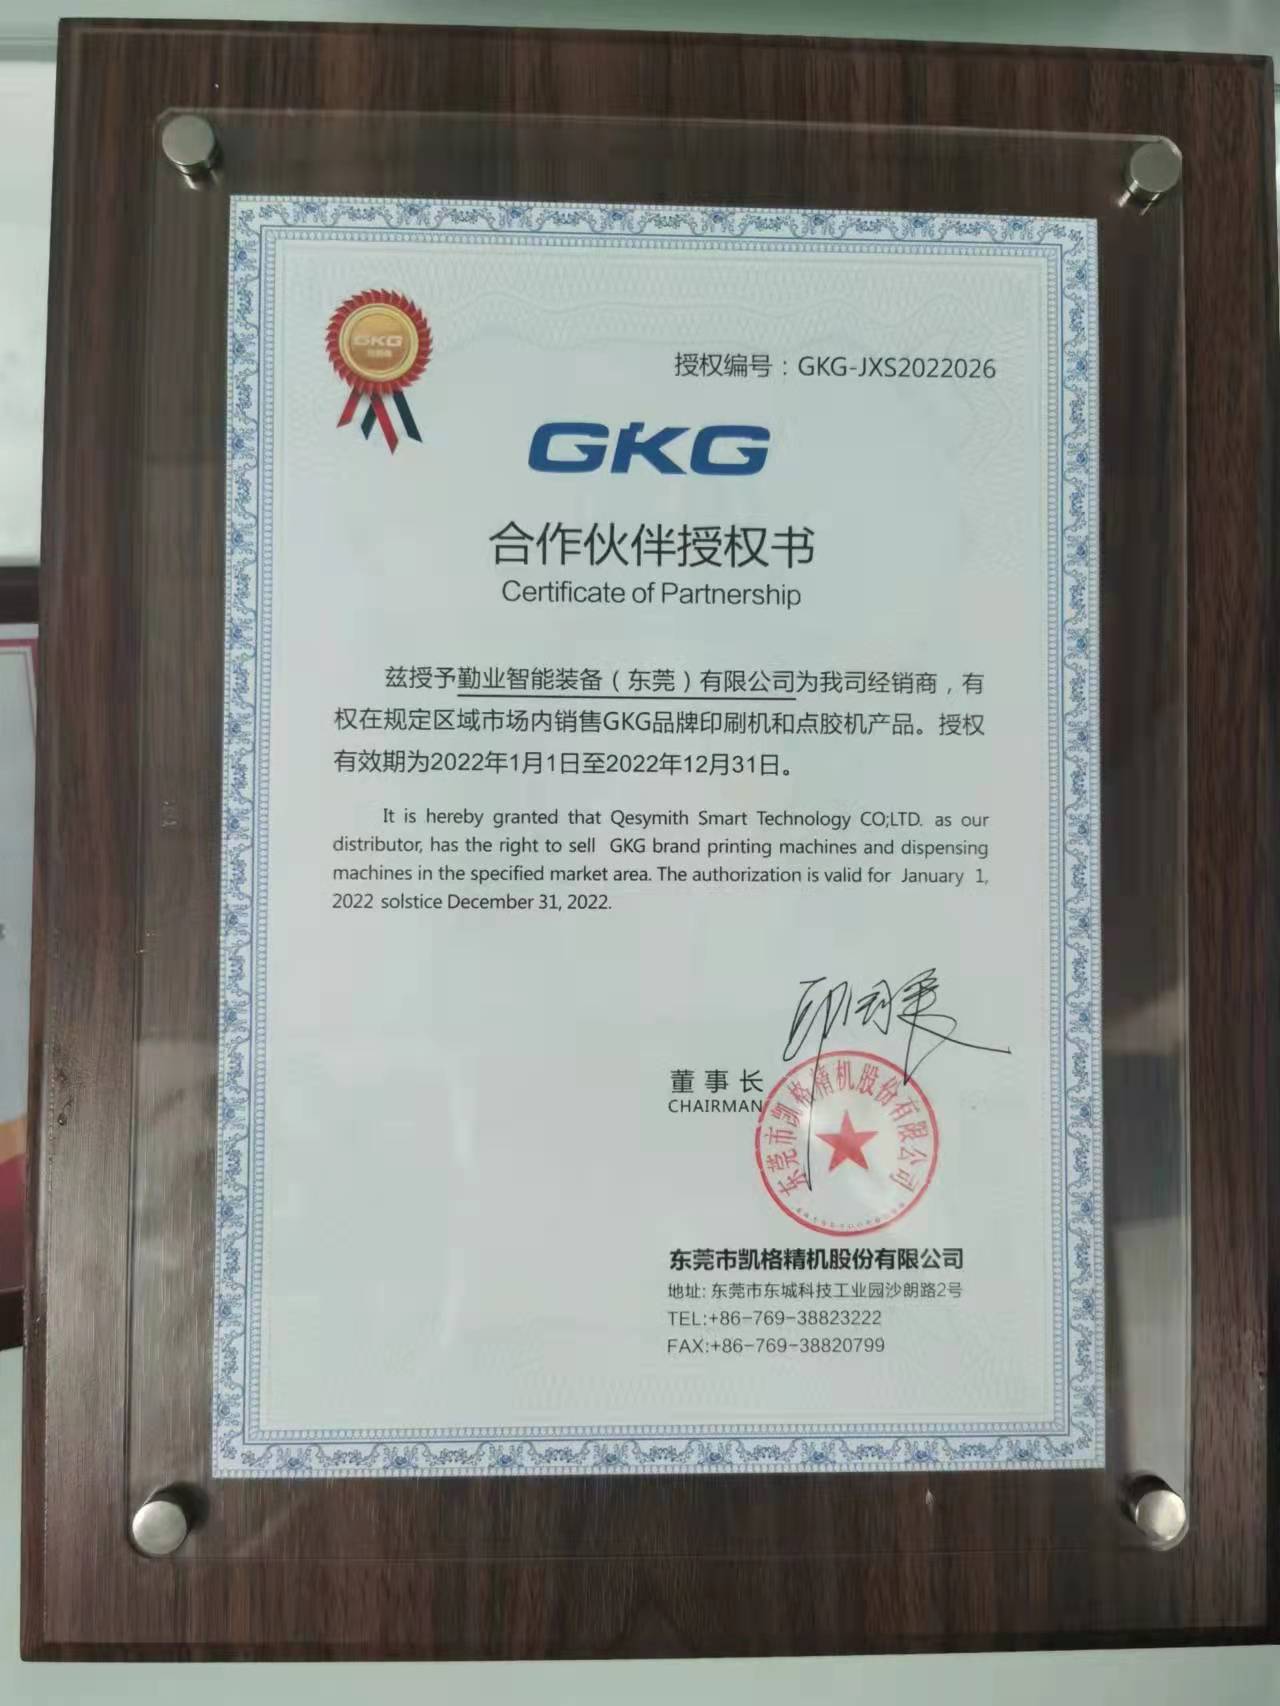 GKG
授权编号：GKG-JXS2022026
GKG
合作伙伴授权书
Certificate of Partnership
兹授予勤业智能装备（东莞）有限公司为我司经销商，有
权在规定区域市场内销售GKG品牌印刷机和点胶机产品。授权
有效期为2022年1月1日至2022年12月31日。
It is hereby granted that Qesymith Smart Technology CO;LTD. as our
distributor, has the right to sell GKG brand printing machines and dispensing
machines in the specified market area. The authorization is valid for January 1,
2022 solstice December 31, 2022.
董事长
CHAIRMAN
东莞市凯格精机股份有限公司
东莞市凯格精机股份有限公司
地址: 东莞市东城科技工业园沙朗路2号
TEL:+86-769-38823222
FAX:+86-769-38820799